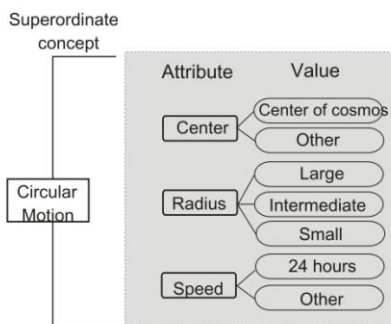 Superordinate
concept
Attribute Value
Center
Center of cosmos
Other
Circular
Motion
Radius
Large
Intermediate
Small
Speed
24 hours
Other